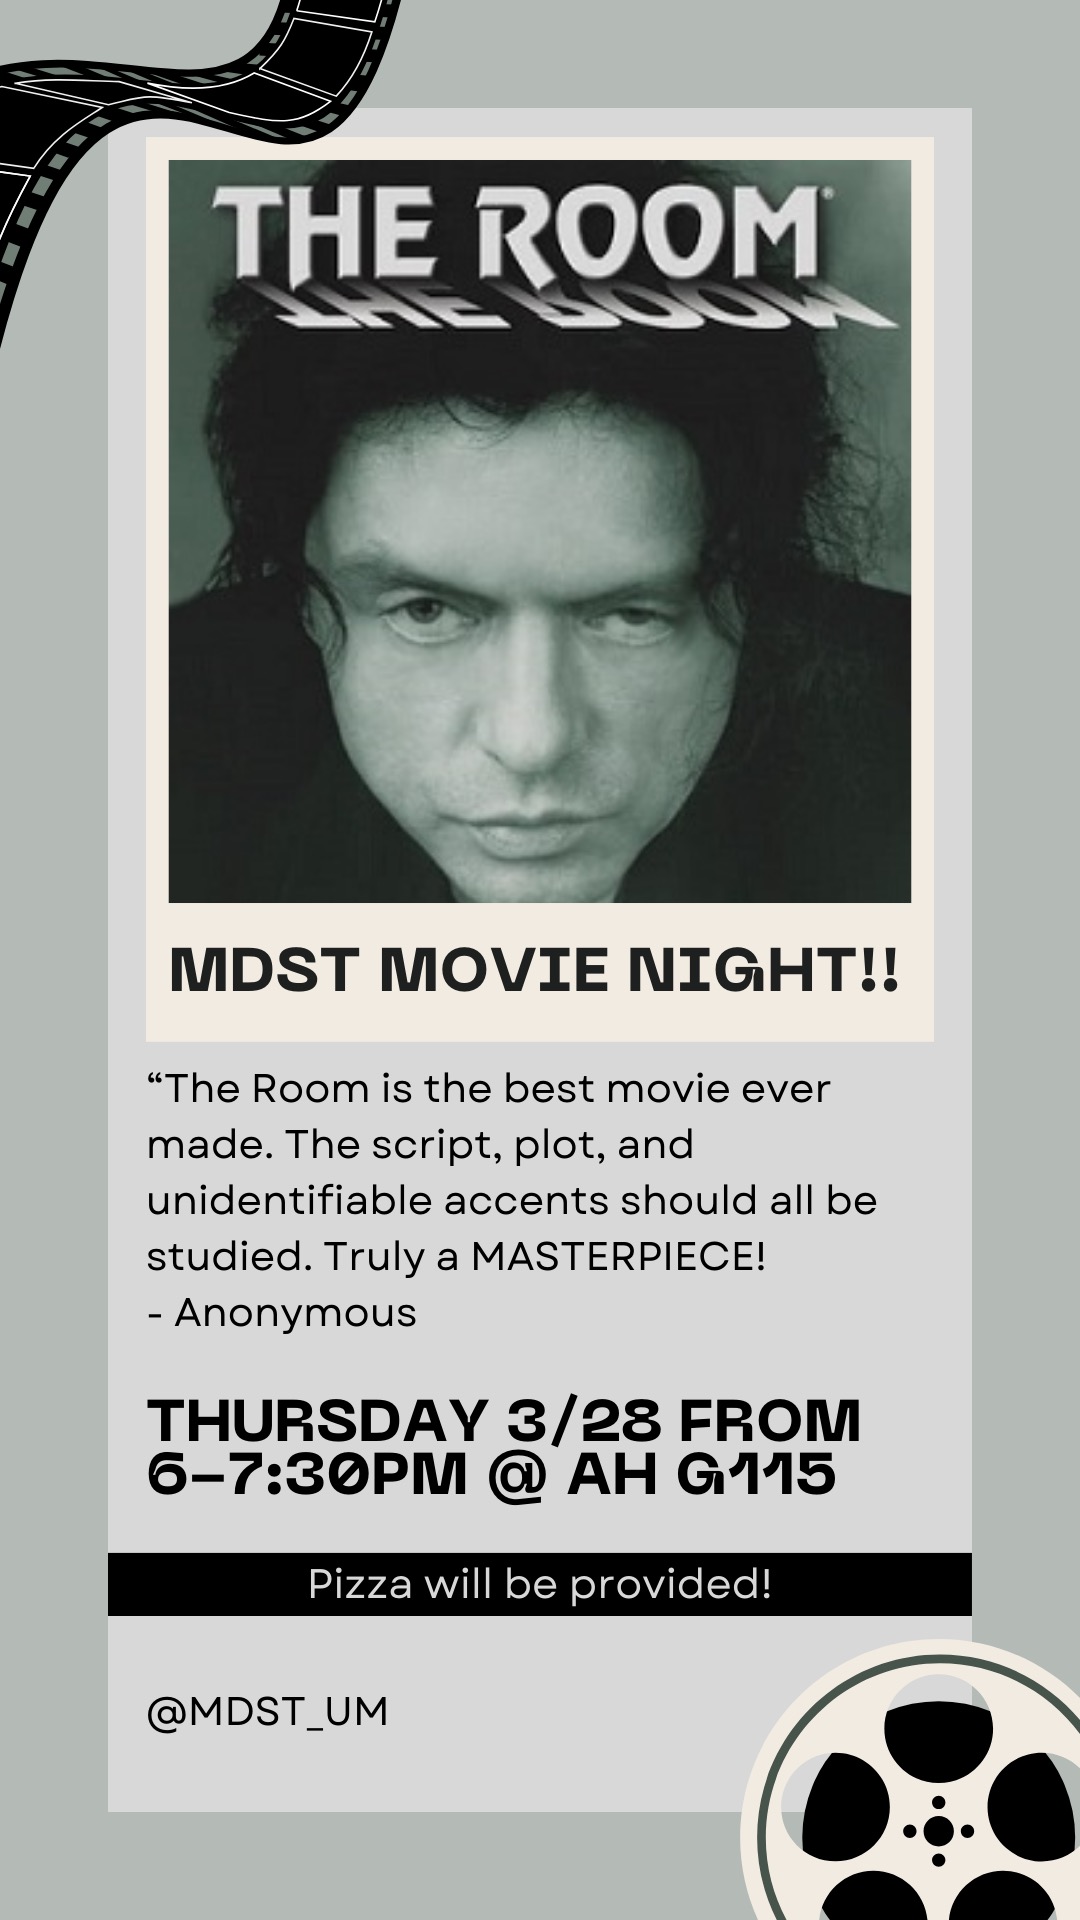 THE ROOM®
THE ROOM
MDST MOVIE NIGHT!!
“The Room is the best movie ever
made. The script, plot, and
unidentifiable accents should all be
studied. Truly a MASTERPIECE!
- Anonymous
THURSDAY 3/28 FROM
6–7:30PM @ AH G115
Pizza will be provided!
@MDST_UM